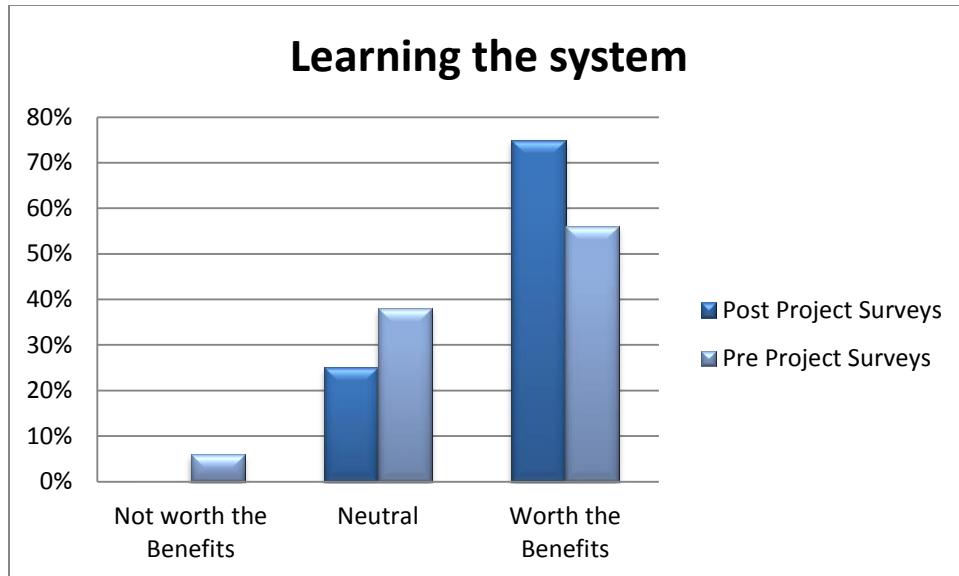 Learning the system
80%
70%
60%
50%
40%
30%
20%
10%
0%
Not worth the
Benefits
Neutral
Worth the
Benefits
Post Project Surveys
Pre Project Surveys